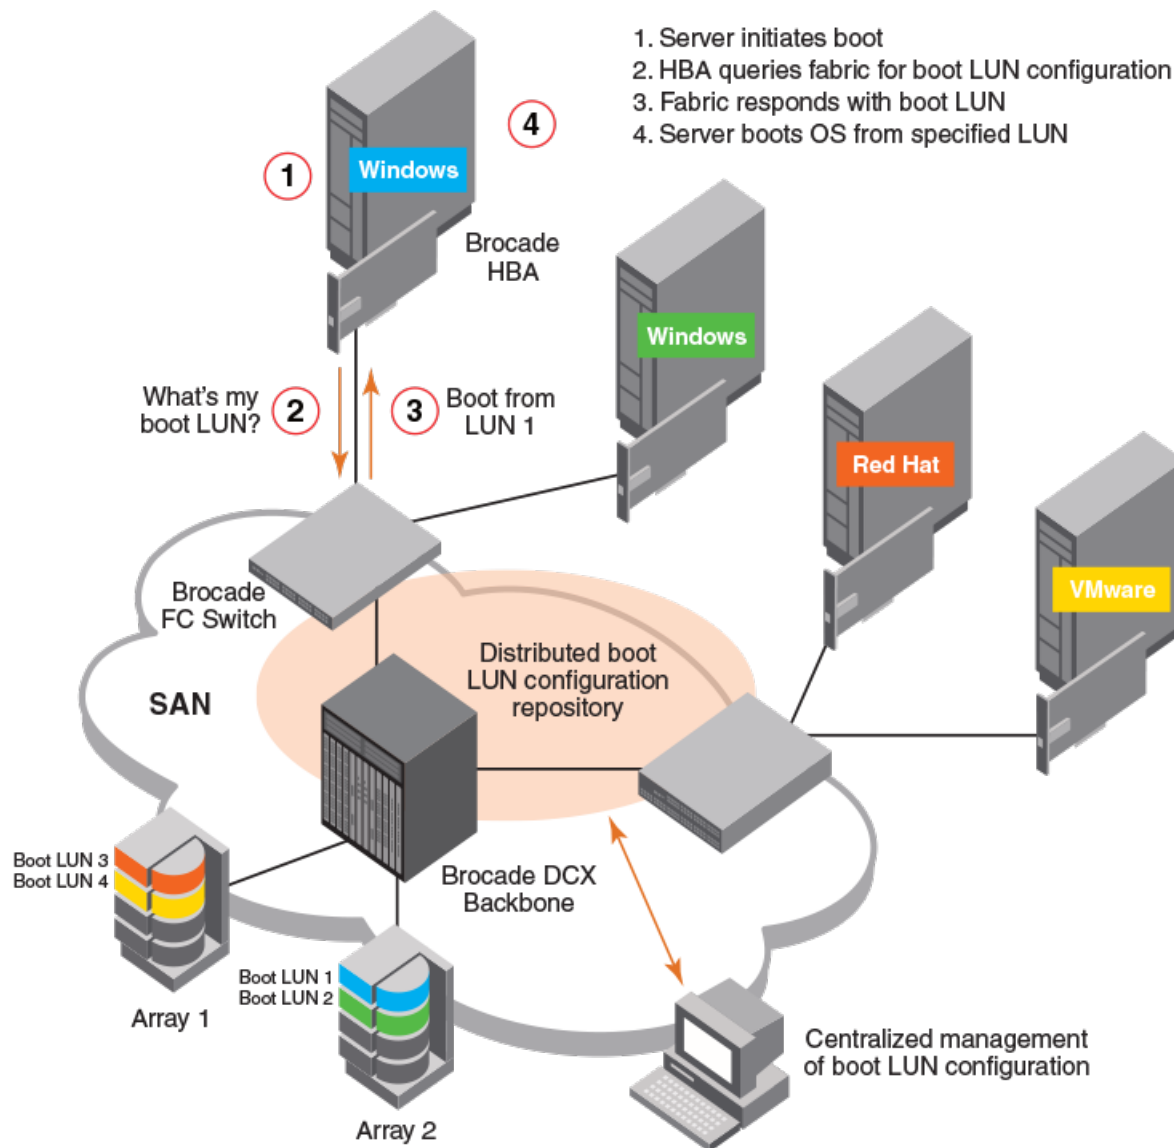 1. Server initiates boot
2. HBA queries fabric for boot LUN configuration
3. Fabric responds with boot LUN
4. Server boots OS from specified LUN
4
1
Windows
Brocade
HBA
Windows
What's my
boot LUN?
2
3
Boot from
LUN 1
Red Hat
VMware
Brocade
FC Switch
SAN
Distributed boot
LUN configuration
repository
Boot LUN 3
Boot LUN 4
Array 1
Brocade DCX
Backbone
Boot LUN 1
Boot LUN 2
Array 2
Centralized management
of boot LUN configuration